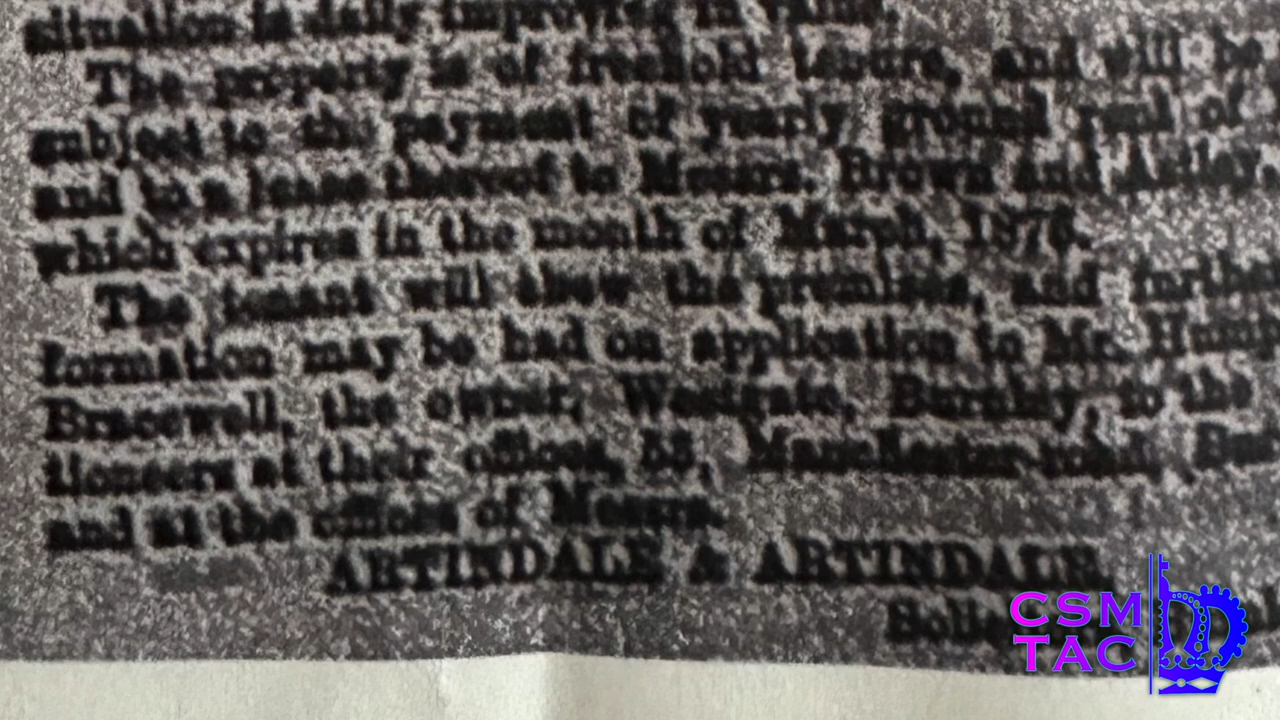 situation is daily improving in
The property is of freehold tenure, and will be
subject to the payment of yearly ground rent of
and to a lease thereof to Messrs. Brown and
which expires in the month of March, 1876.
The tenant will show the premises, and further
formation may be had on application to Mr.
Bracewell, the owner, Westgate, Burnley, to the
tioneers at their offices, 55, Manchester-road,
and at the offices of Messrs.
ARTINDALE & ARTINDALE
CSM
TAC